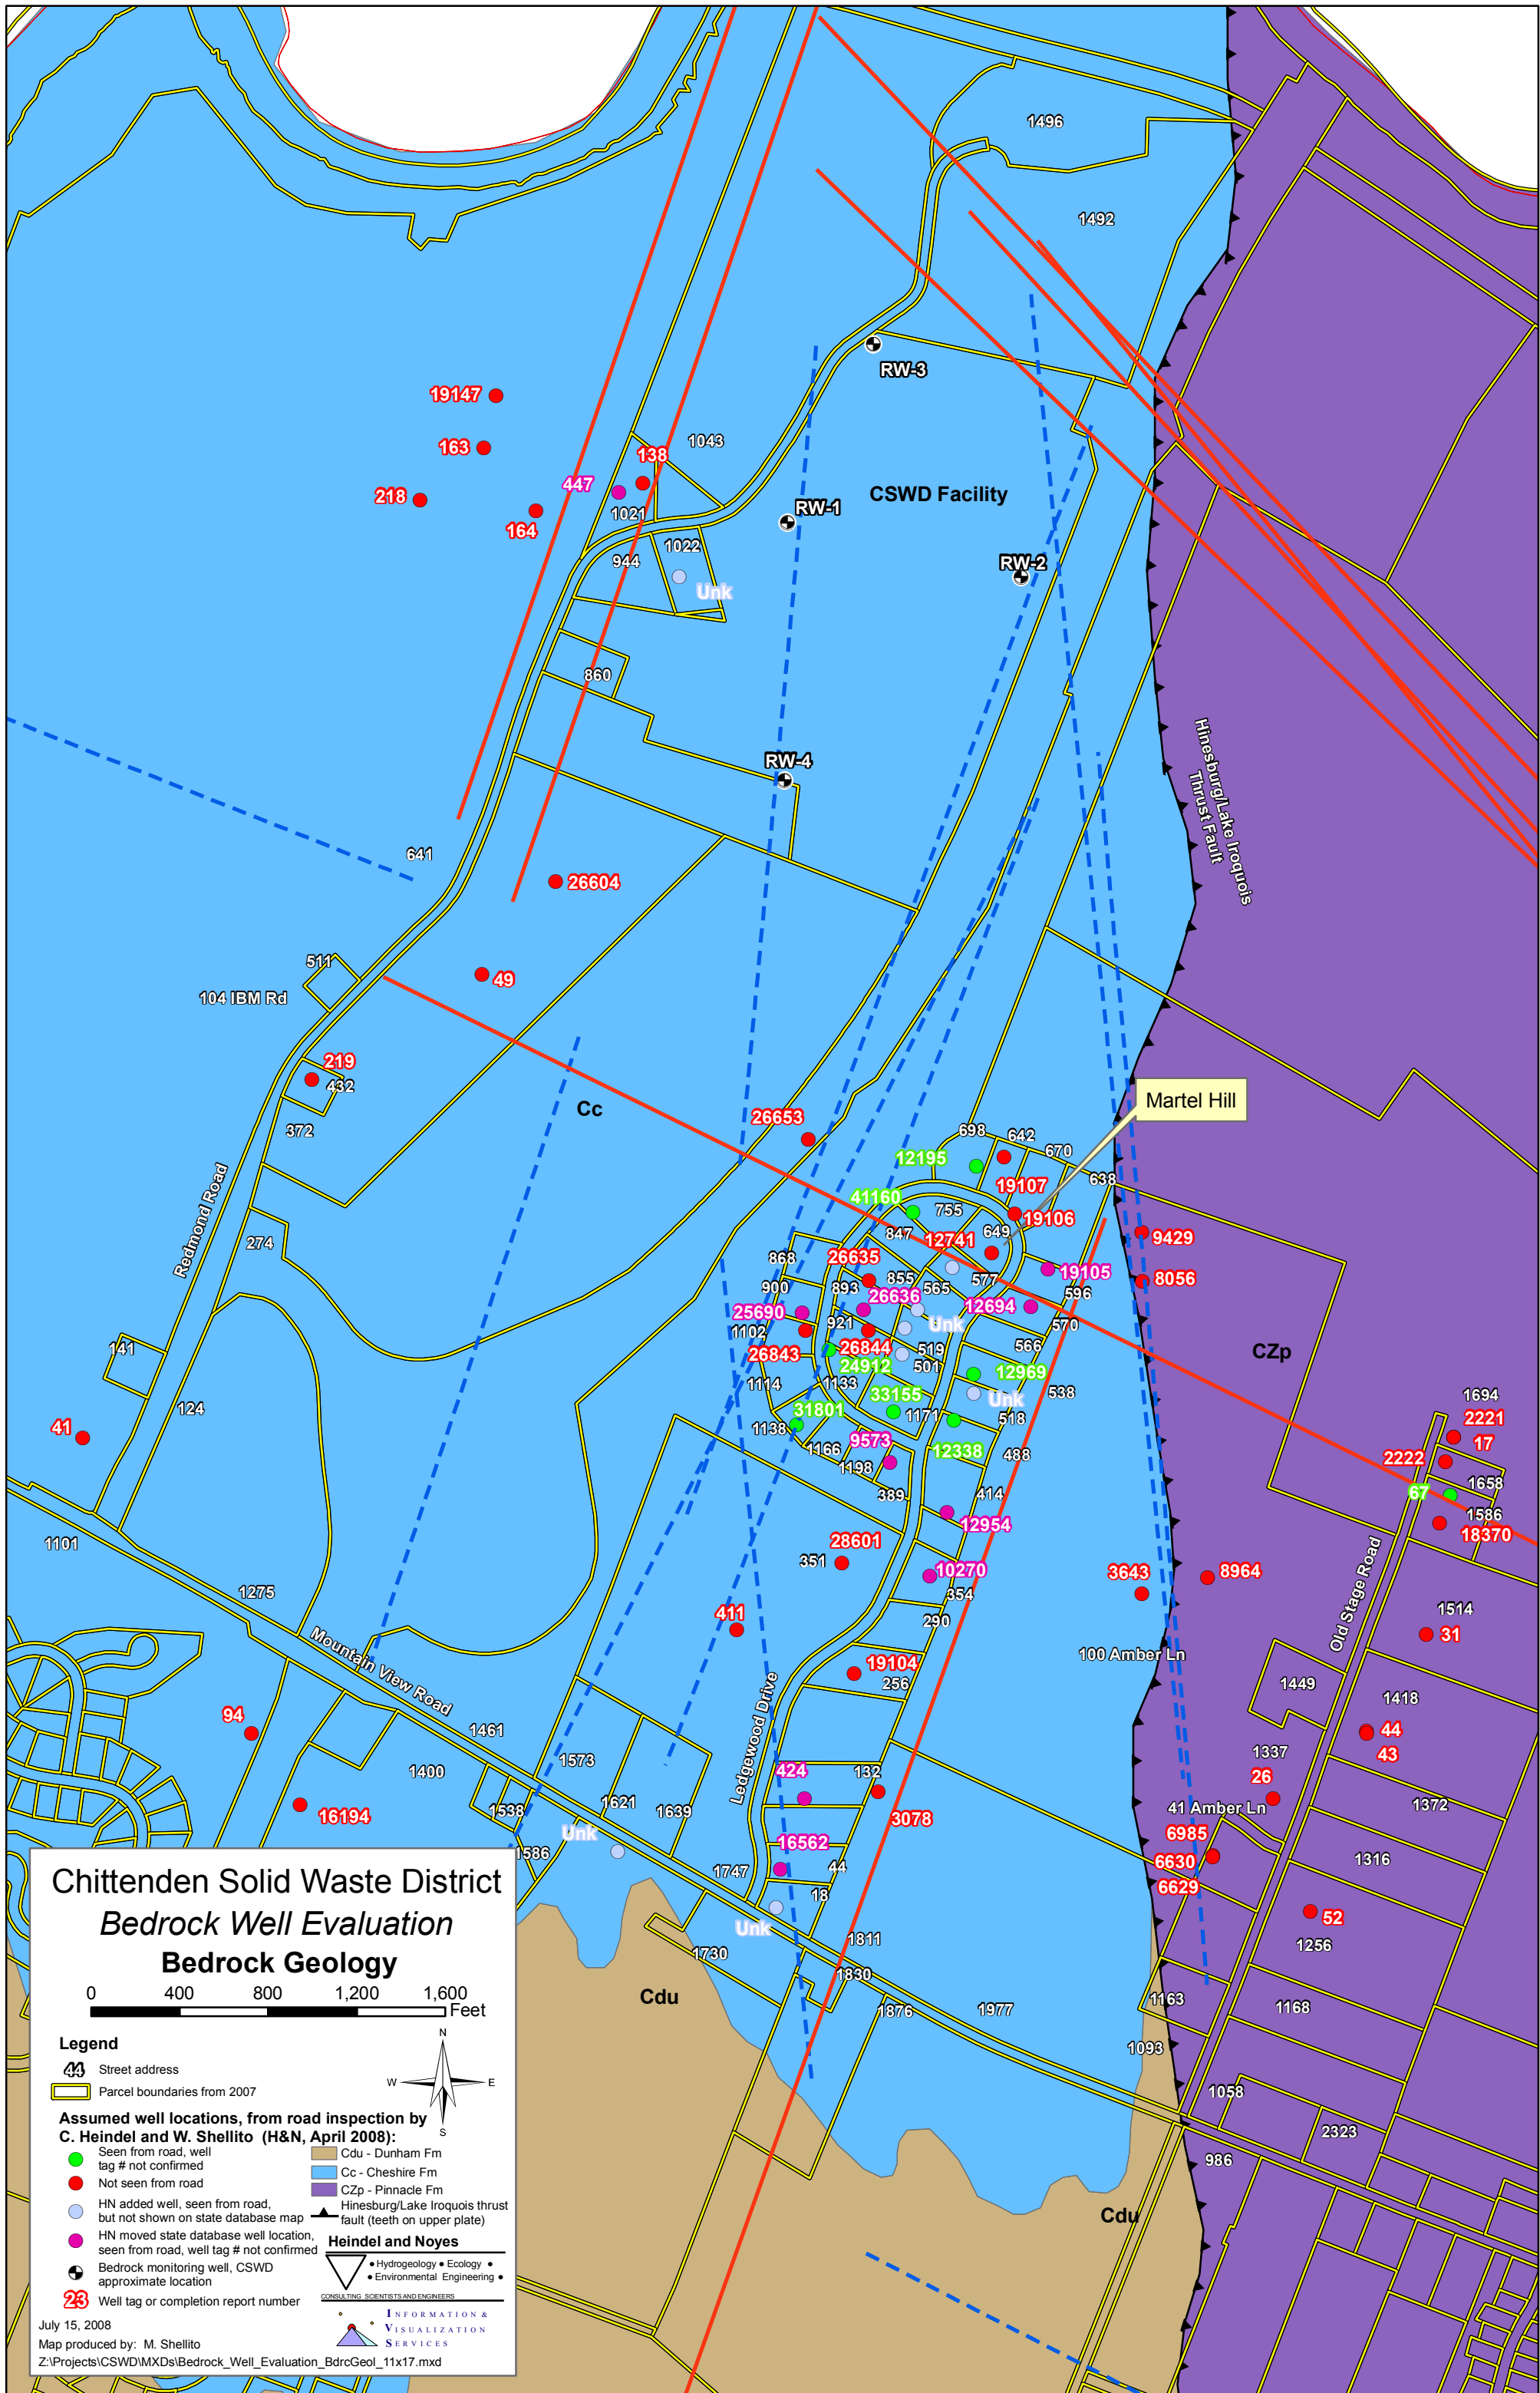 1496
1492
RW-3
19147
163
138
1043
447
218
164
1021
RW-1
CSWD Facility
944
1022
Unk
RW-2
860
RW-4
Hinesburg/Lake Iroquois
Thrust Fault
641
26604
511
49
104 IBM Rd
219
432
Cc
372
26653
Martel Hill
698
642
670
12195
19107
638
41160
755
19106
Redmond Road
274
847
12741
649
9429
868
26635
855
565
577
19105
8056
900
893
26636
12694
596
25690
921
Unk
570
1102
26843
26844
519
566
CZp
141
24912
501
12969
1114
1133
33155
Unk
538
124
31801
1171
518
1694
2221
41
1138
1166
9573
12338
488
17
2222
1198
389
414
67
1658
1586
12954
18370
1101
28601
351
10270
3643
8964
354
Old Stage Road
1275
411
290
1514
31
Mountain View Road
19104
100 Amber Ln
256
1449
1418
94
Ledgewood Drive
44
43
1461
1573
1337
1400
424
132
26
1372
16194
1538
1621
1639
3078
41 Amber Ln
Unk
6985
1586
16562
44
6630
1316
1747
18
6629
Unk
52
1811
1256
1730
1830
Cdu
1876
1977
1163
1168
1093
1058
2323
986
Cdu
Chittenden Solid Waste District
Bedrock Well Evaluation
Bedrock Geology
0 400 800 1,200 1,600
Feet
Legend
N
W E
S
44 Street address
Parcel boundaries from 2007
Assumed well locations, from road inspection by
C. Heindel and W. Shellito (H&N, April 2008):
Seen from road, well
tag # not confirmed
Not seen from road
HN added well, seen from road,
but not shown on state database map
HN moved state database well location,
seen from road, well tag # not confirmed
Bedrock monitoring well, CSWD
approximate location
23 Well tag or completion report number
Cdu - Dunham Fm
Cc - Cheshire Fm
CZp - Pinnacle Fm
Hinesburg/Lake Iroquois thrust
fault (teeth on upper plate)
Heindel and Noyes
• Hydrogeology • Ecology •
• Environmental Engineering •
CONSULTING SCIENTISTS AND ENGINEERS
INFORMATION &
VISUALIZATION
SERVICES
July 15, 2008
Map produced by: M. Shellito
Z:\Projects\CSWD\MXDs\Bedrock_Well_Evaluation_BdrcGeol_11x17.mxd